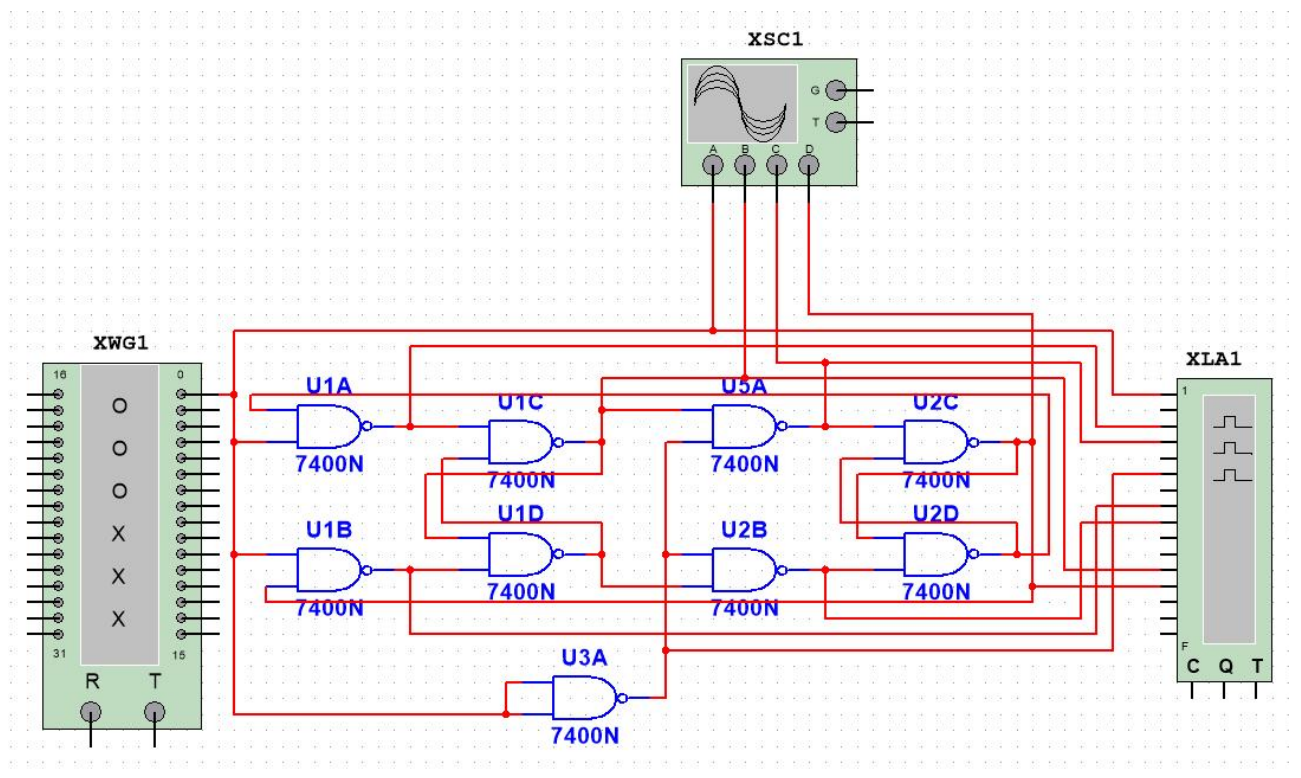 XSC1
G
T
A B C D
XWG1
16 0
O
O
O
X
X
X
31 15
R T
U1A
7400N
U1C
7400N
U5A
7400N
U2C
7400N
U1B
7400N
U1D
7400N
U2B
7400N
U2D
7400N
U3A
7400N
XLA1
1
F
C Q T